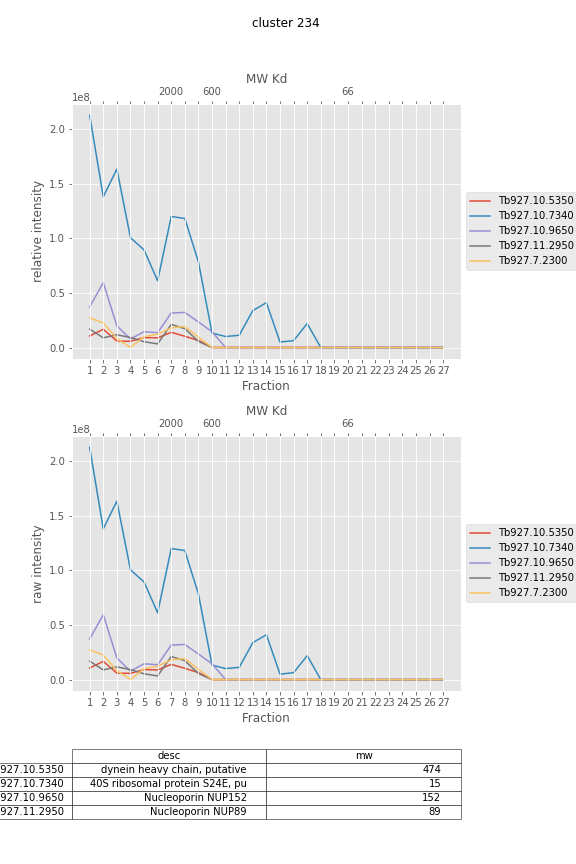 cluster 234
MW Kd
2000 600 66
1e8
2.0
1.5
1.0
0.5
0.0
relative intensity
1 2 3 4 5 6 7 8 9 10 11 12 13 14 15 16 17 18 19 20 21 22 23 24 25 26 27
Fraction
Tb927.10.5350
Tb927.10.7340
Tb927.10.9650
Tb927.11.2950
Tb927.7.2300
MW Kd
2000 600 66
1e8
2.0
1.5
1.0
0.5
0.0
raw intensity
1 2 3 4 5 6 7 8 9 10 11 12 13 14 15 16 17 18 19 20 21 22 23 24 25 26 27
Fraction
Tb927.10.5350
Tb927.10.7340
Tb927.10.9650
Tb927.11.2950
Tb927.7.2300
desc mw
927.10.5350 dynein heavy chain, putative 474
927.10.7340 40S ribosomal protein S24E, pu 15
927.10.9650 Nucleoporin NUP152 152
927.11.2950 Nucleoporin NUP89 89